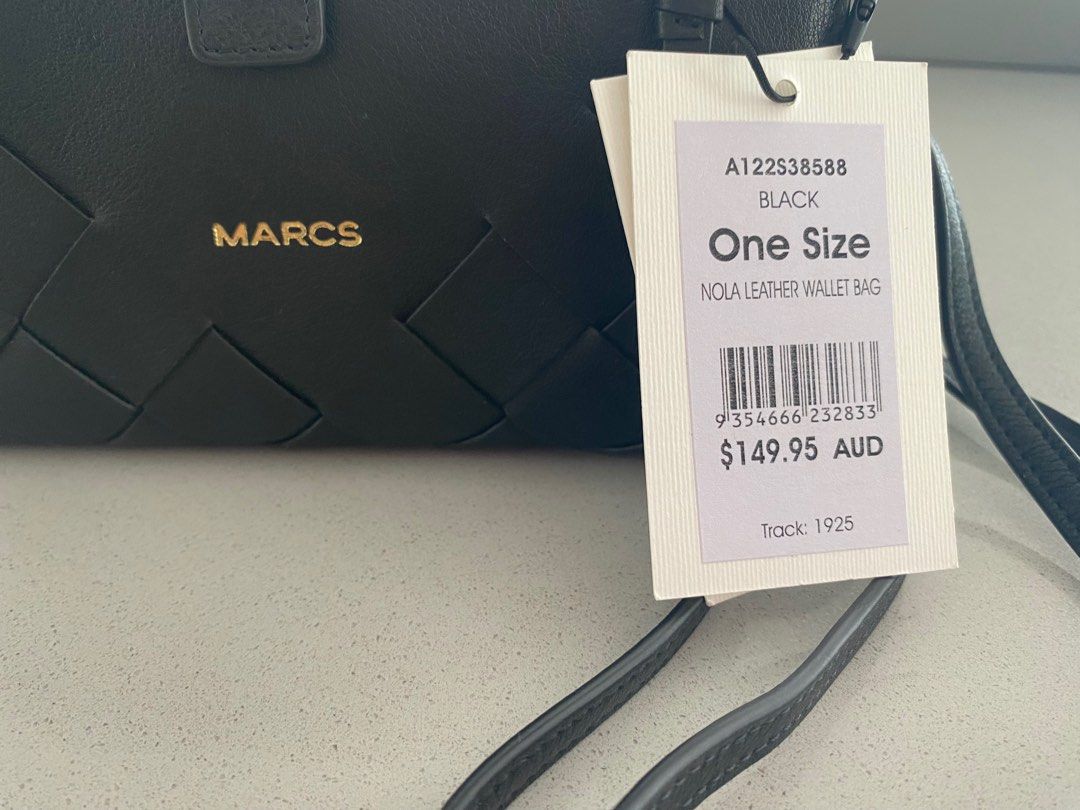 MARCS
A122S38588
BLACK
One Size
NOLA LEATHER WALLET BAG
9 354666 232833
$149.95 AUD
Track: 1925